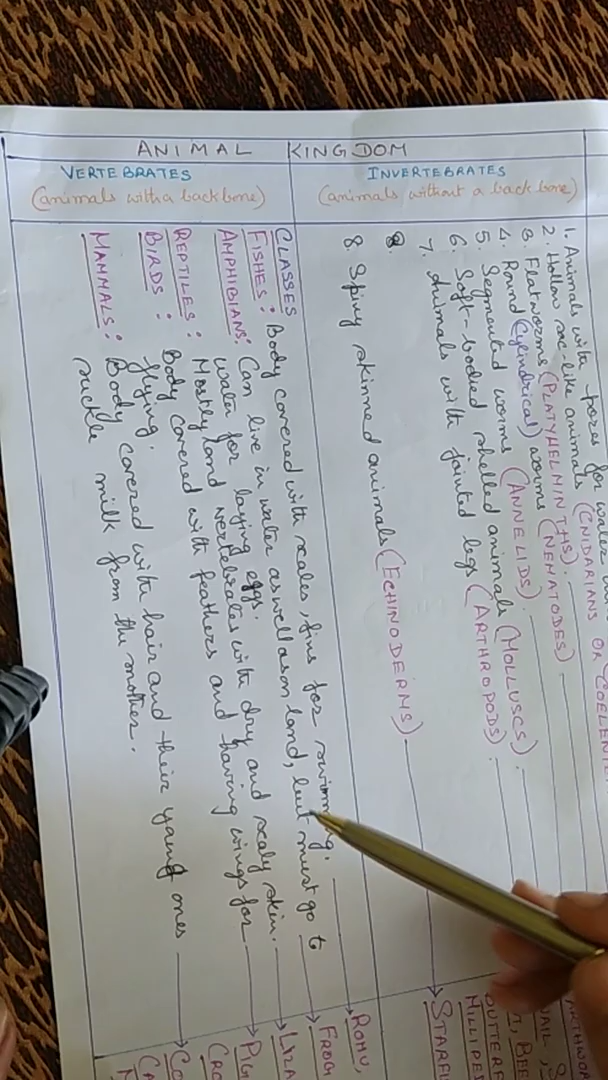 ANIMAL KINGDOM
INVERTEBRATES
(animals without a back bone)
1. Animals with pores for water
2. Hollow sac-like animals (CNIDARIANS OR COELENTE
3. Flatworms (PLATYHELMINTHS).
4. Round (Cylindrical) worms (NEMATODES)
5. Segmented worms (ANNELIDS).
6. Soft-bodied shelled animals (MOLLUSCS)
7. Animals with jointed legs (ARTHROPODS).
8.
8. Spiny skinned animals (ECHINODERMS)
STARFI
VERTEBRATES
(animals with a back bone)
CLASSES
FISHES: Body covered with scales, fins for swimming. ROHU,
AMPHIBIANS: Can live in water as well as on land, but must go to FROG
water for laying eggs.
REPTILES: Mostly land vertebrates with dry and scaly skin. LIZA
BIRDS: Body covered with feathers and having wings for PIG
flying. CRO
MAMMALS: Body covered with hair and their young ones CO
suckle milk from the mother. CA